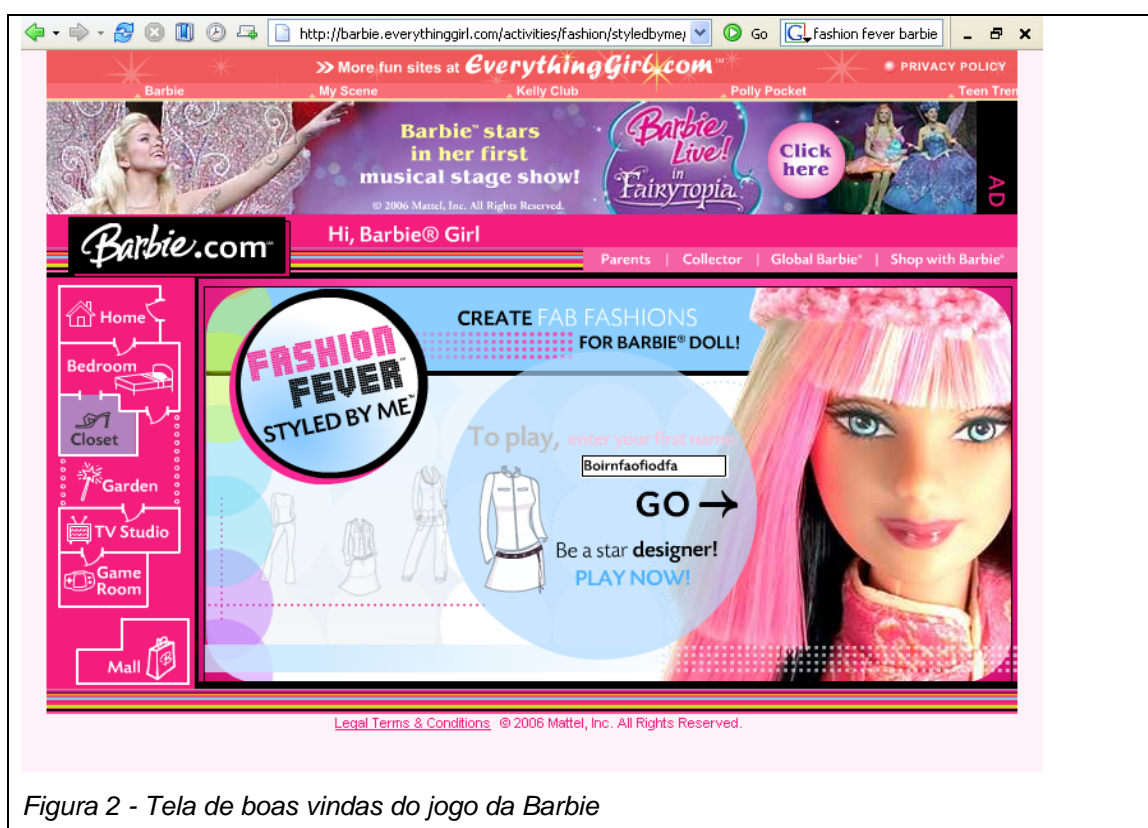 http://barbie.everythinggirl.com/activities/fashion/styledbyme/ Go G fashion fever barbie
>> More fun sites at EverythingGirl.com™ PRIVACY POLICY
Barbie My Scene Kelly Club Polly Pocket Teen Tren
Barbie™ stars
in her first
musical stage show!
© 2006 Mattel, Inc. All Rights Reserved.
Barbie
Live!
in
Fairytopia
Click
here
AD
Barbie.com™
Hi, Barbie® Girl
Parents | Collector | Global Barbie® | Shop with Barbie®
Home
Bedroom
Closet
Garden
TV Studio
Game
Room
Mall
FASHION
FEVER™
STYLED BY ME™
CREATE FAB FASHIONS
FOR BARBIE® DOLL!
To play, enter your first name
Boirnfaofiodfa
GO →
Be a star designer!
PLAY NOW!
Legal Terms & Conditions © 2006 Mattel, Inc. All Rights Reserved.
Figura 2 - Tela de boas vindas do jogo da Barbie